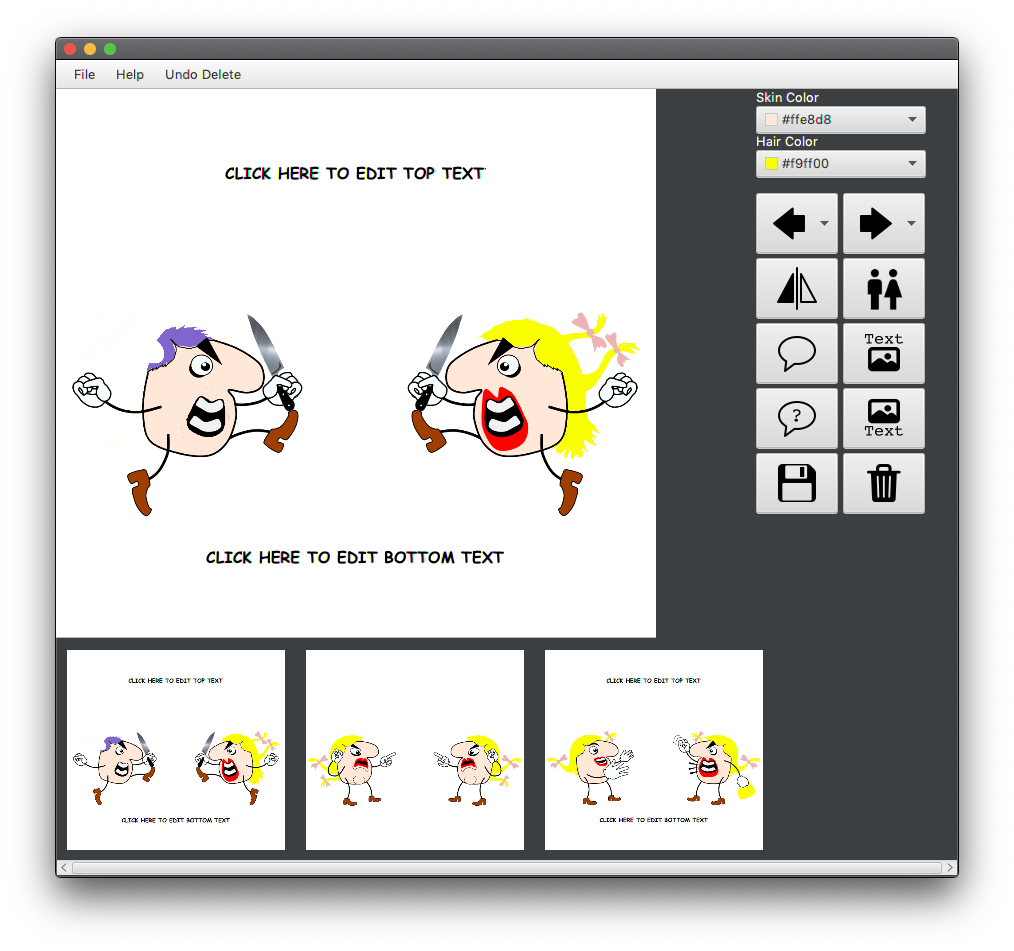 File Help Undo Delete
Skin Color
#ffe8d8
Hair Color
#f9ff00
CLICK HERE TO EDIT TOP TEXT
Text
?
Text
CLICK HERE TO EDIT BOTTOM TEXT
CLICK HERE TO EDIT TOP TEXT
CLICK HERE TO EDIT TOP TEXT
CLICK HERE TO EDIT BOTTOM TEXT
CLICK HERE TO EDIT BOTTOM TEXT